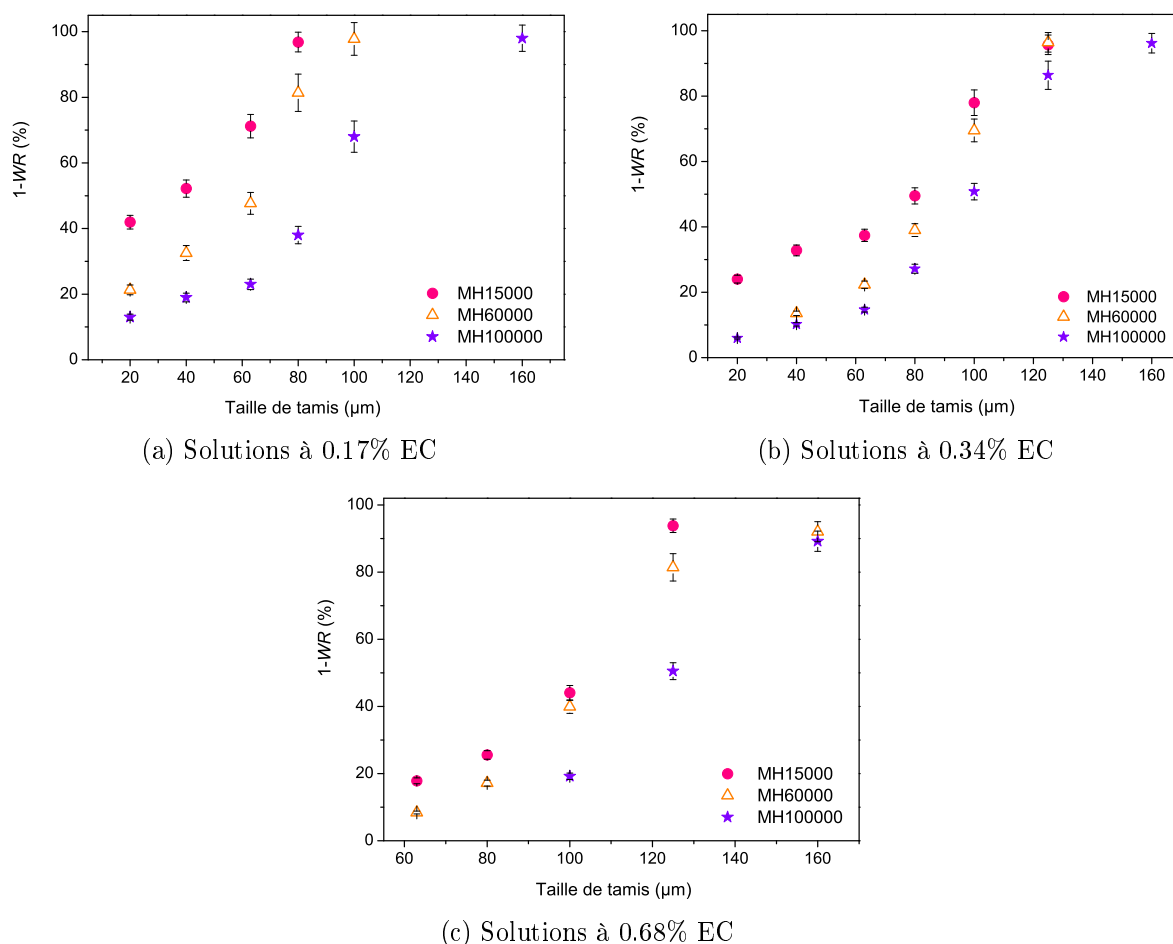 100
80
60
40
20
0
1-WR (%)
MH15000
MH60000
MH100000
20 40 60 80 100 120 140 160
Taille de tamis (µm)
(a) Solutions à 0.17% EC
100
80
60
40
20
0
1-WR (%)
MH15000
MH60000
MH100000
20 40 60 80 100 120 140 160
Taille de tamis (µm)
(b) Solutions à 0.34% EC
100
80
60
40
20
0
1-WR (%)
MH15000
MH60000
MH100000
60 80 100 120 140 160
Taille de tamis (µm)
(c) Solutions à 0.68% EC